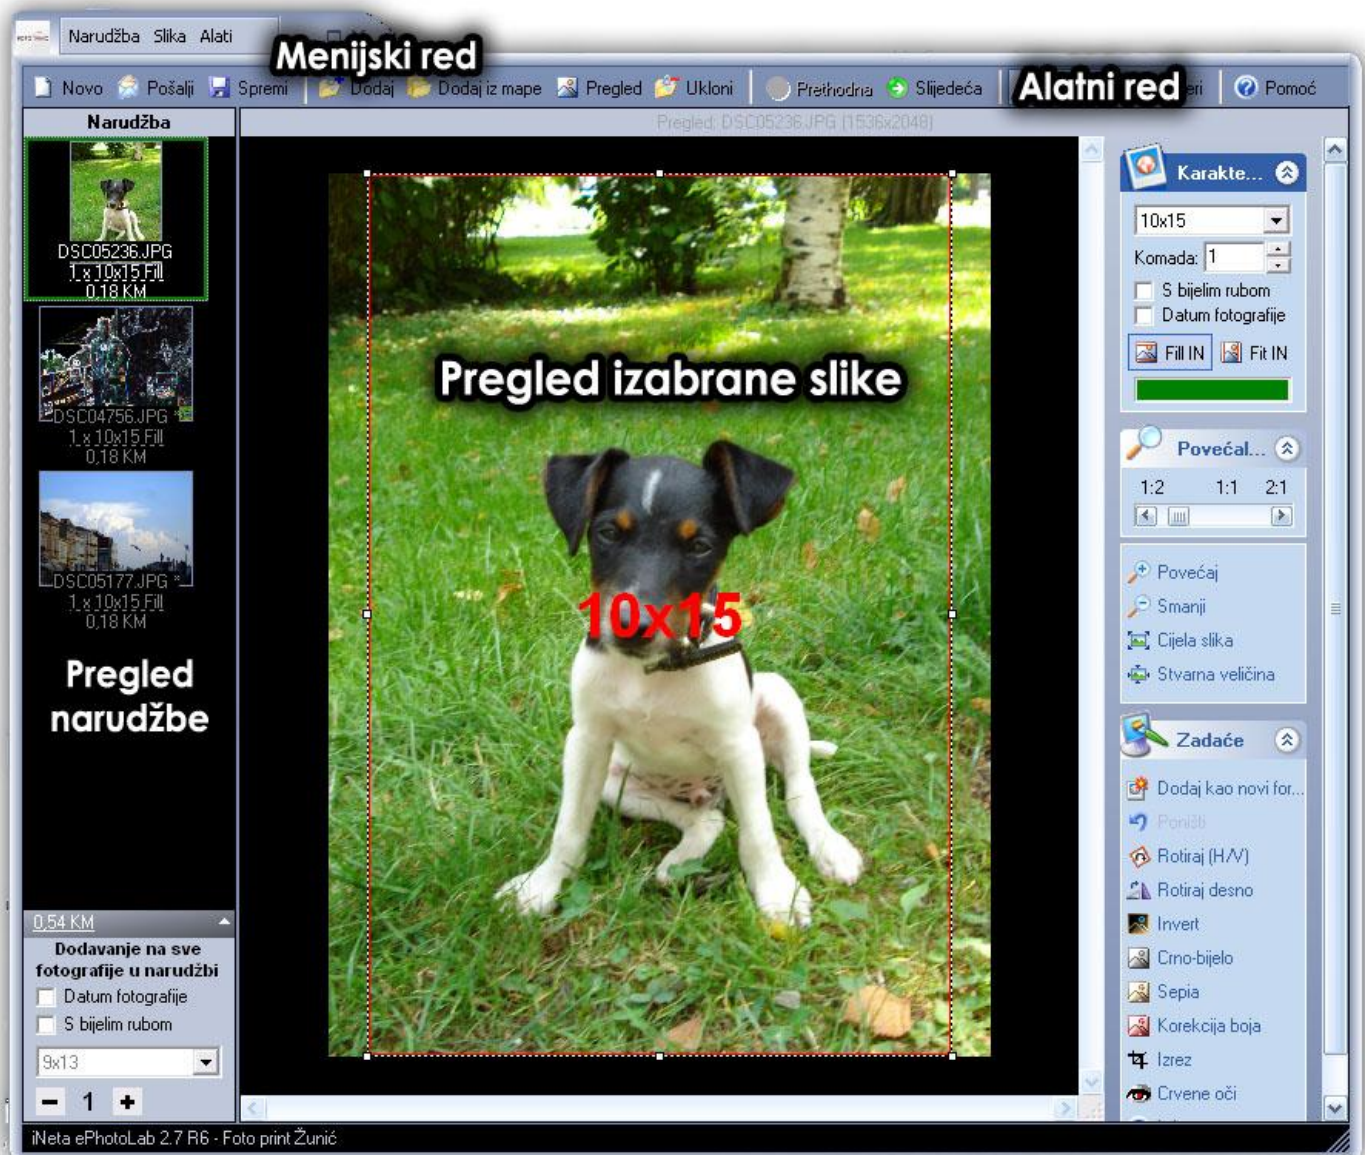 Narudžba Slika Alati
Menijski red
Novo Pošalji Spremi Dodaj Dodaj iz mape Pregled Ukloni Prethodna Slijedeća Alatni red Pomoć
Narudžba
Pregled: DSC05236.JPG (1536x2048)
DSC05236.JPG
1 x 10x15,Fill
0,18 KM
DSC04756.JPG *
1 x 10x15,Fill
0,18 KM
DSC05177.JPG *
1 x 10x15,Fill
0,18 KM
Pregled
narudžbe
0,54 KM
Dodavanje na sve
fotografije u narudžbi
Datum fotografije
S bijelim rubom
9x13
1
Pregled izabrane slike
10x15
Karakte...
10x15
Komada: 1
S bijelim rubom
Datum fotografije
Fill IN Fit IN
Povećal...
1:2 1:1 2:1
Povećaj
Smanji
Cijela slika
Stvarna veličina
Zadaće
Dodaj kao novi for...
Poništi
Rotiraj (H/V)
Rotiraj desno
Invert
Crno-bijelo
Sepia
Korekcija boja
Izrez
Crvene oči
iNeta ePhotoLab 2.7 R6 - Foto print Žunić